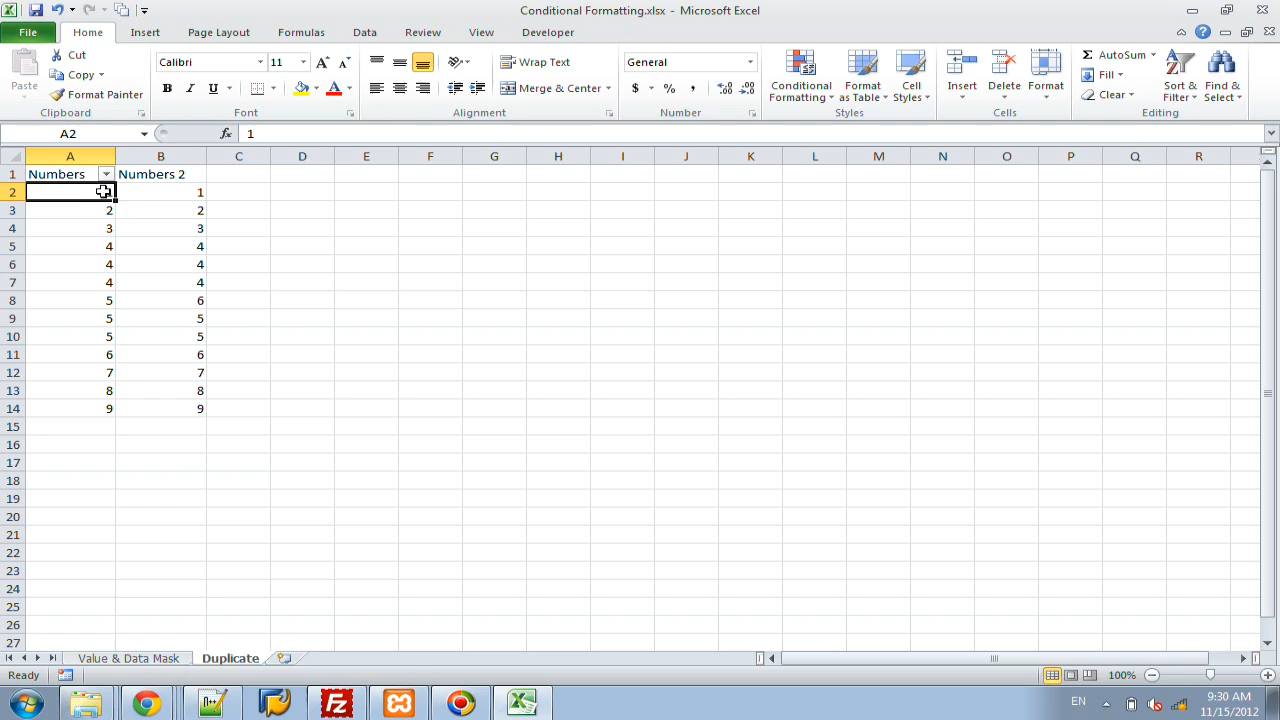 Conditional Formatting.xlsx - Microsoft Excel
File Home Insert Page Layout Formulas Data Review View Developer
Paste Cut Copy Format Painter Clipboard
Calibri 11 B I U A Font
Wrap Text Merge & Center Alignment
General $ % , Number
Conditional Formatting Format as Table Cell Styles Styles
Insert Delete Format Cells
Σ AutoSum Fill Clear Sort & Filter Find & Select Editing
A2 fx 1
A B C D E F G H I J K L M N O P Q R
1 Numbers Numbers 2
2 1
3 2 2
4 3 3
5 4 4
6 4 4
7 4 4
8 5 6
9 5 5
10 5 5
11 6 6
12 7 7
13 8 8
14 9 9
15
16
17
18
19
20
21
22
23
24
25
26
27
Value & Data Mask Duplicate
Ready 100%
EN 9:30 AM
11/15/2012